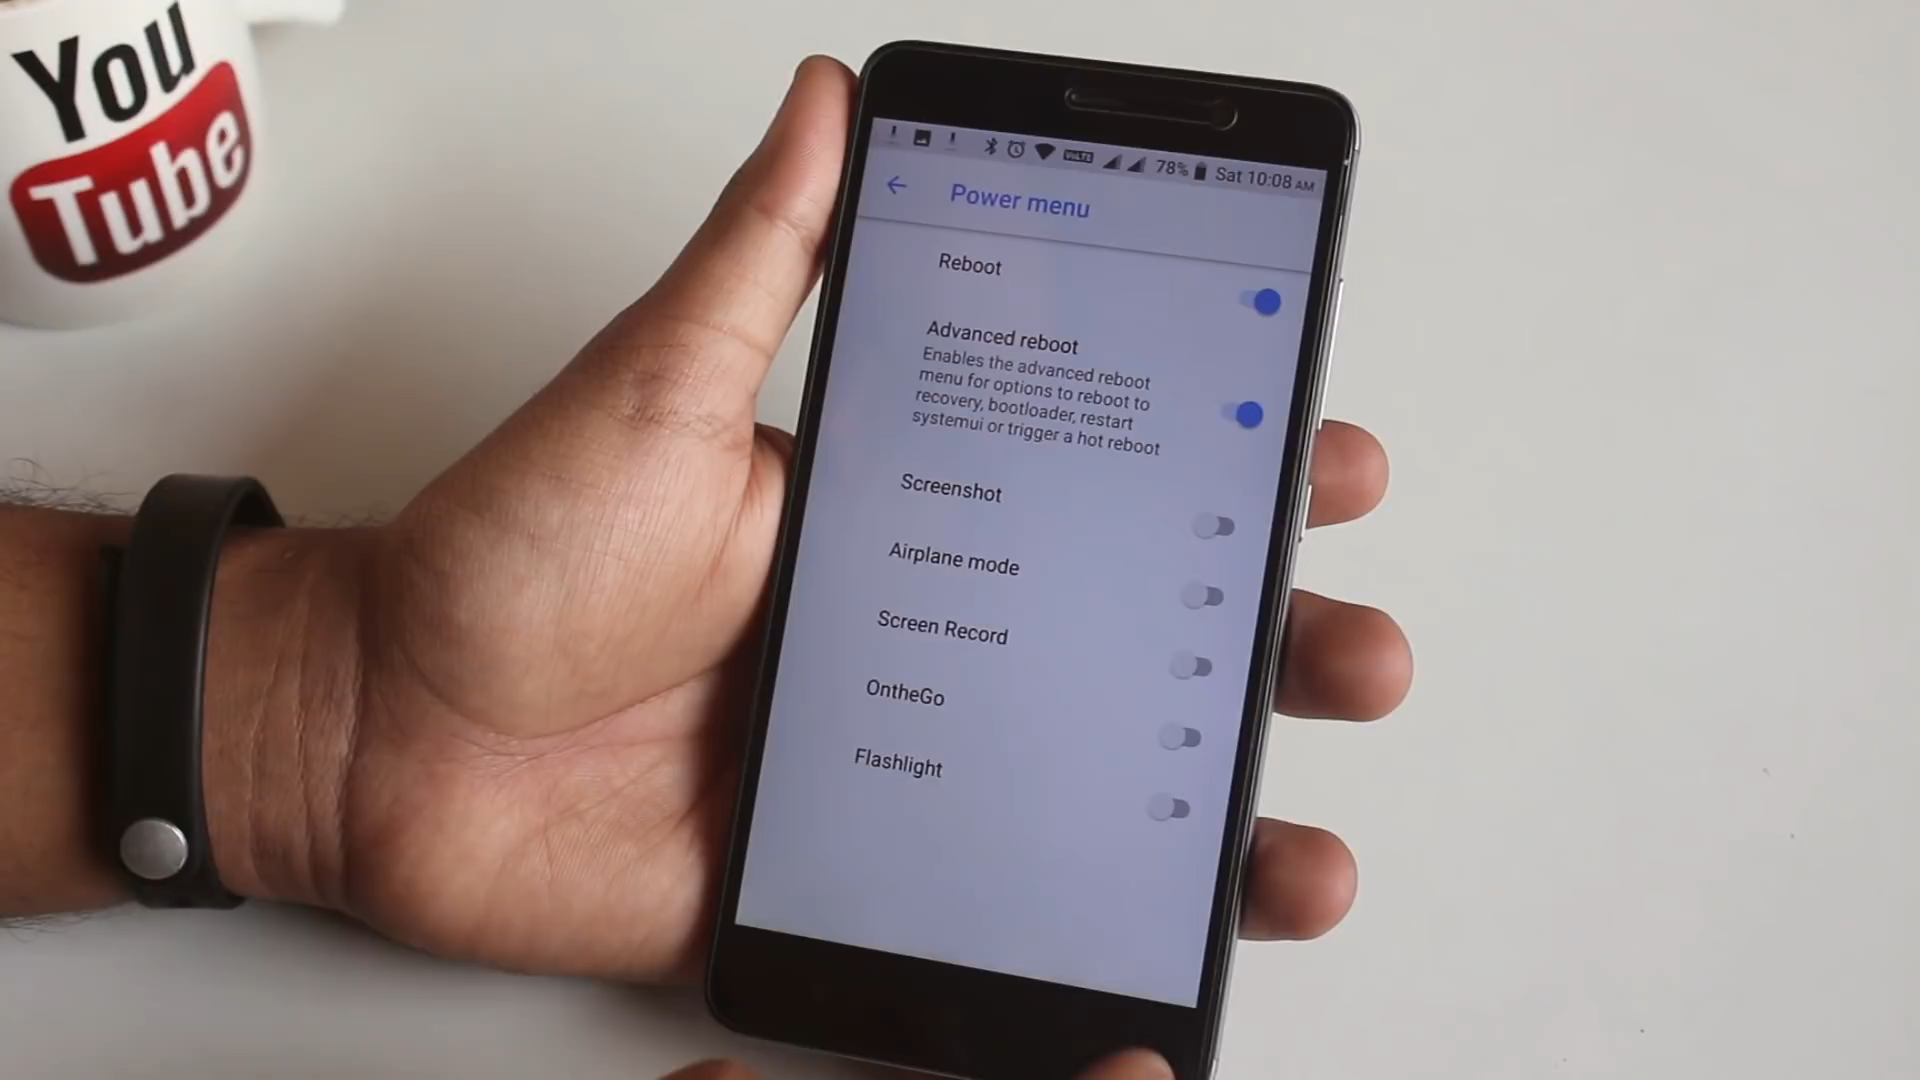 You
Tube
VoLTE 78% Sat 10:08 AM
Power menu
Reboot
Advanced reboot
Enables the advanced reboot
menu for options to reboot to
recovery, bootloader, restart
systemui or trigger a hot reboot
Screenshot
Airplane mode
Screen Record
OntheGo
Flashlight